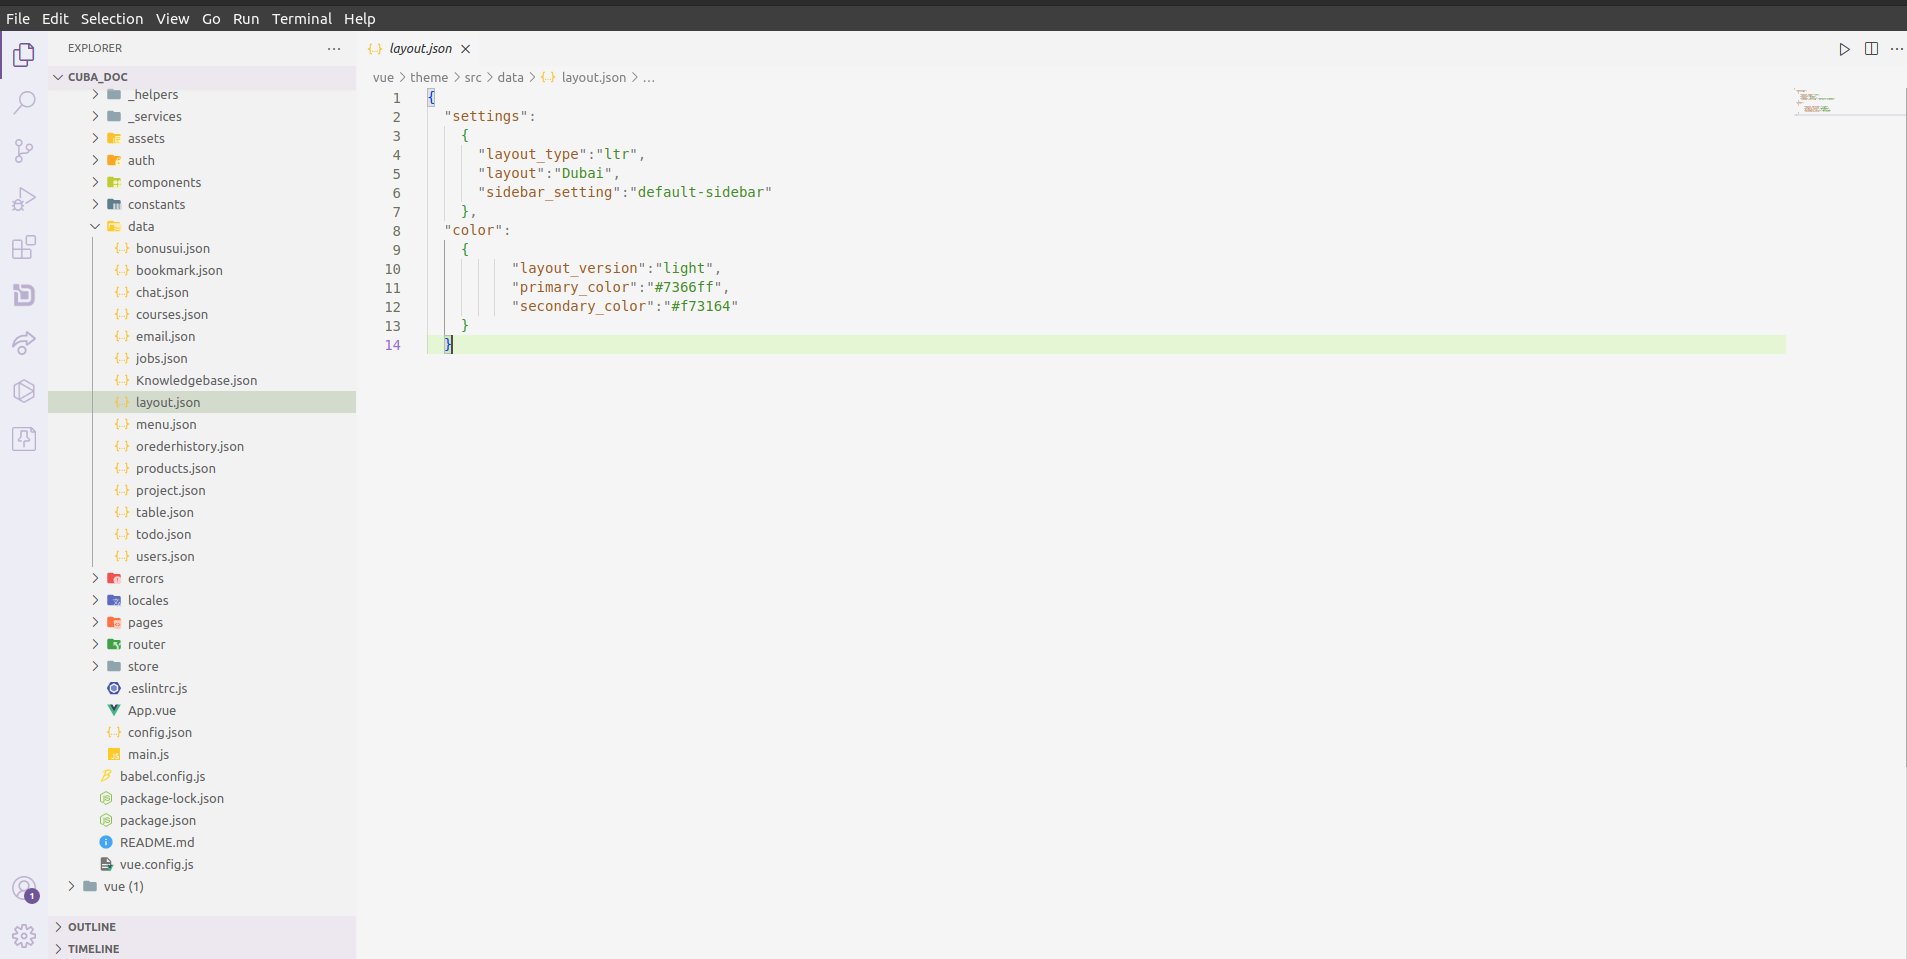 File Edit Selection View Go Run Terminal Help
EXPLORER
CUBA_DOC
_helpers
_services
assets
auth
components
constants
data
bonusui.json
bookmark.json
chat.json
courses.json
email.json
jobs.json
Knowledgebase.json
layout.json
menu.json
orederhistory.json
products.json
project.json
table.json
todo.json
users.json
errors
locales
pages
router
store
.eslintrc.js
App.vue
config.json
main.js
babel.config.js
package-lock.json
package.json
README.md
vue.config.js
vue (1)
OUTLINE
TIMELINE
1
{..} layout.json
vue > theme > src > data > {..} layout.json > ...
1 {
2 "settings":
3 {
4 "layout_type":"ltr",
5 "layout":"Dubai",
6 "sidebar_setting":"default-sidebar"
7 },
8 "color":
9 {
10 "layout_version":"light",
11 "primary_color":"#7366ff",
12 "secondary_color":"#f73164"
13 }
14 }